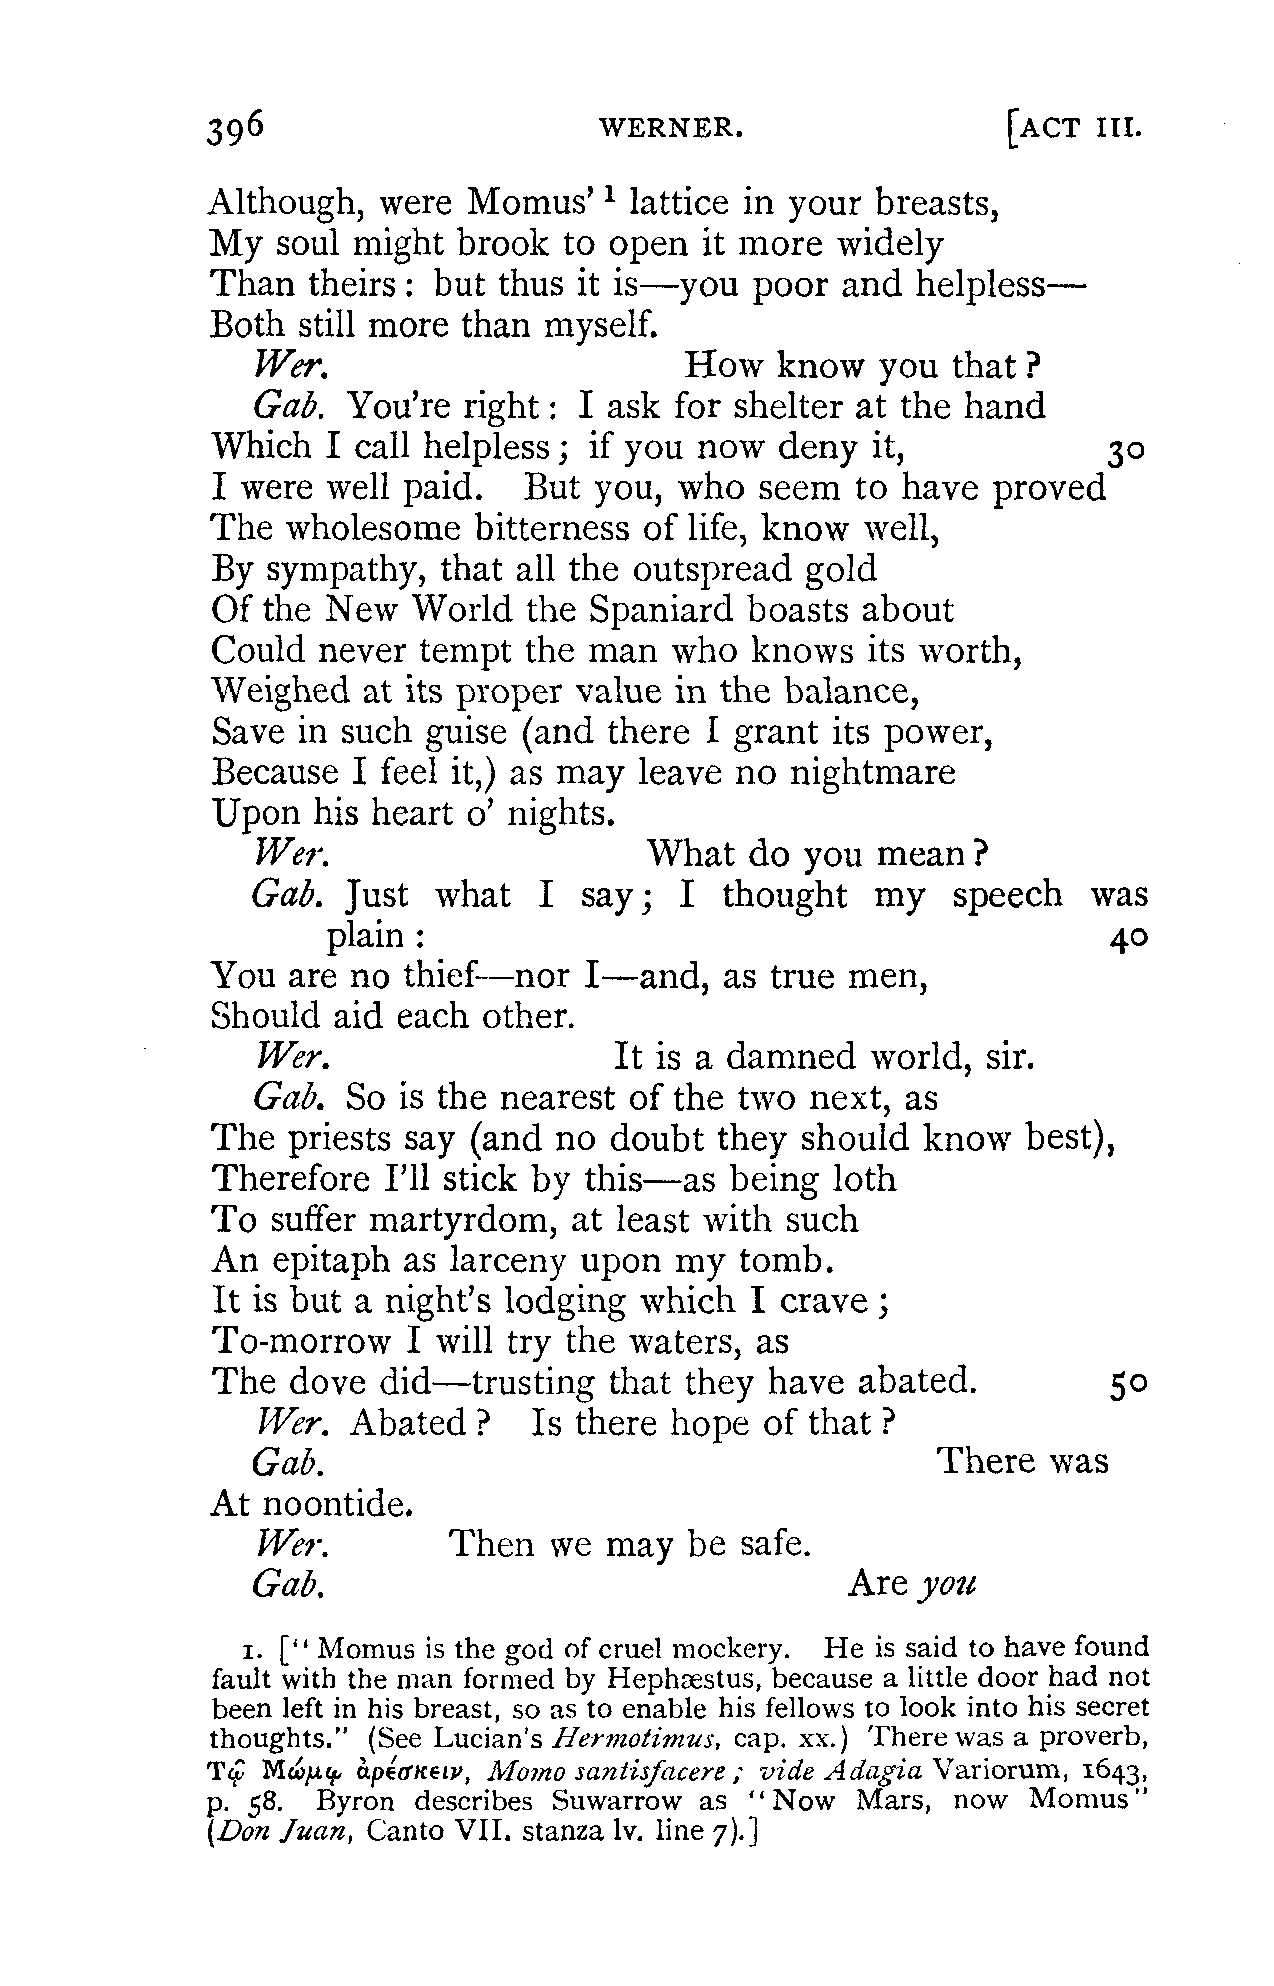 396 WERNER. [ACT III.
Although, were Momus' ¹ lattice in your breasts,
My soul might brook to open it more widely
Than theirs : but thus it is—you poor and helpless—
Both still more than myself.
Wer. How know you that ?
Gab. You're right : I ask for shelter at the hand
Which I call helpless ; if you now deny it, 30
I were well paid. But you, who seem to have proved
The wholesome bitterness of life, know well,
By sympathy, that all the outspread gold
Of the New World the Spaniard boasts about
Could never tempt the man who knows its worth,
Weighed at its proper value in the balance,
Save in such guise (and there I grant its power,
Because I feel it,) as may leave no nightmare
Upon his heart o' nights.
Wer. What do you mean ?
Gab. Just what I say ; I thought my speech was
plain : 40
You are no thief—nor I—and, as true men,
Should aid each other.
Wer. It is a damned world, sir.
Gab. So is the nearest of the two next, as
The priests say (and no doubt they should know best),
Therefore I'll stick by this—as being loth
To suffer martyrdom, at least with such
An epitaph as larceny upon my tomb.
It is but a night's lodging which I crave ;
To-morrow I will try the waters, as
The dove did—trusting that they have abated. 50
Wer. Abated ? Is there hope of that ?
Gab. There was
At noontide.
Wer. Then we may be safe.
Gab. Are you
1. [“ Momus is the god of cruel mockery. He is said to have found
fault with the man formed by Hephæstus, because a little door had not
been left in his breast, so as to enable his fellows to look into his secret
thoughts.” (See Lucian's Hermotimus, cap. xx.) There was a proverb,
Τῷ Μώμῳ ἀρέσκειν, Momo santisfacere ; vide Adagia Variorum, 1643,
p. 58. Byron describes Suwarrow as “Now Mars, now Momus”
(Don Juan, Canto VII. stanza lv. line 7).]